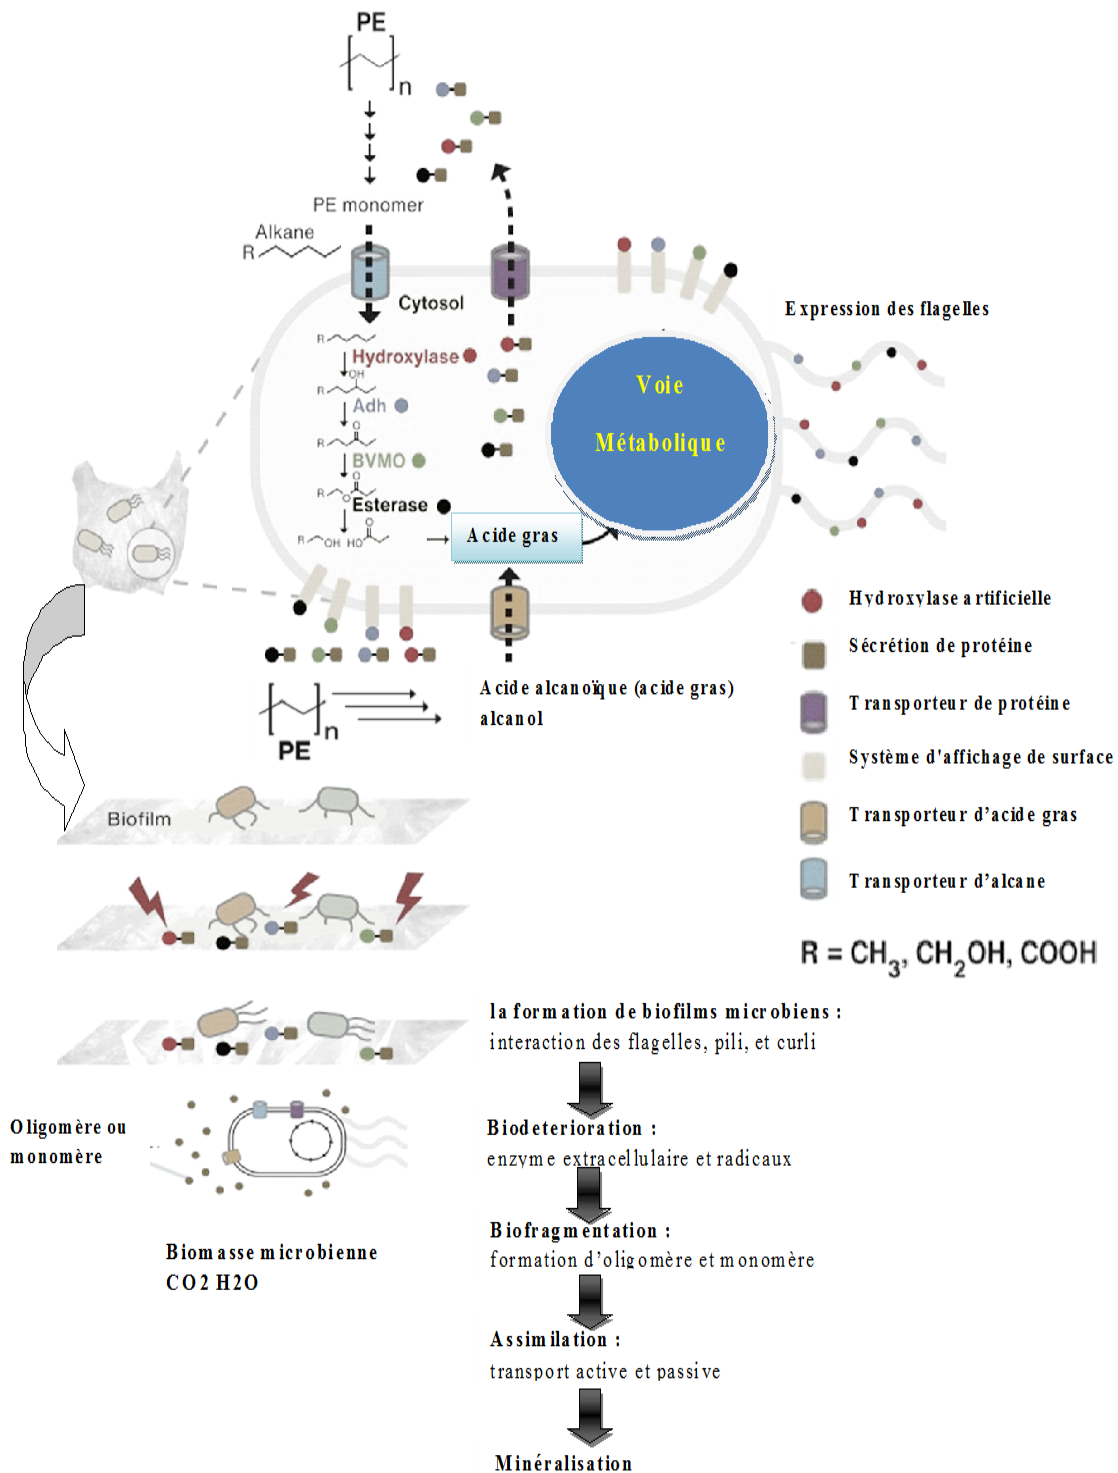 PE
n
PE monomer
Alkane
R
Cytosol
R
Hydroxylase
OH
R
Adh
O
R
BVMO
O
R
O
Esterase
O
R
OH
HO
Acide gras
Voie
Métabolique
Expression des flagelles
n
PE
Acide alcanoïque (acide gras)
alcanol
Hydroxylase artificielle
Sécrétion de protéine
Transporteur de protéine
Système d'affichage de surface
Transporteur d'acide gras
Transporteur d'alcane
R = CH3, CH2OH, COOH
Biofilm
la formation de biofilms microbiens :
interaction des flagelles, pili, et curli
Biodeterioration :
enzyme extracellulaire et radicaux
Biofragmentation :
formation d'oligomère et monomère
Assimilation :
transport active et passive
Minéralisation
Oligomère ou
monomère
Biomasse microbienne
CO2 H2O